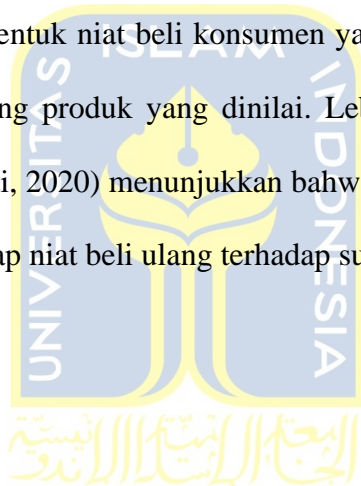 entuk niat beli konsumen ya
ng produk yang dinilai. Le
i, 2020) menunjukkan bahw
ap niat beli ulang terhadap su
UNIVERSITAS
ISLAM
INDONESIA